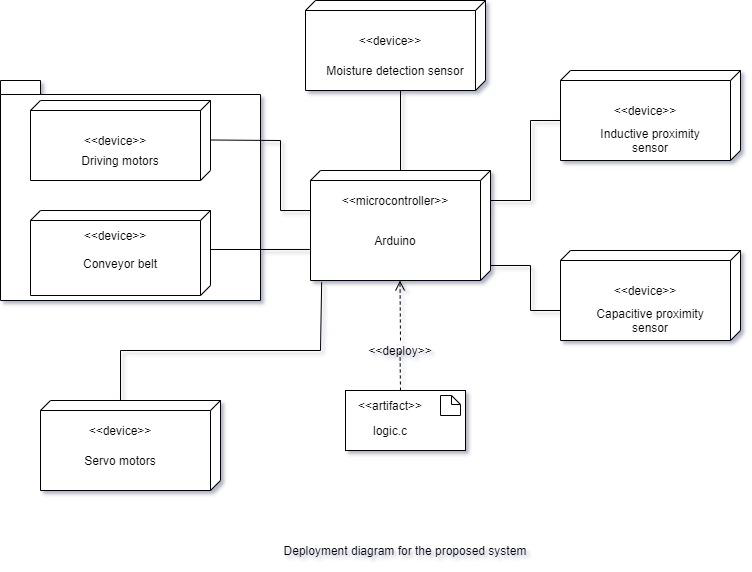 <<device>>
Moisture detection sensor
<<device>>
Inductive proximity
sensor
<<device>>
Driving motors
<<microcontroller>>
Arduino
<<device>>
Conveyor belt
<<device>>
Capacitive proximity
sensor
<<deploy>>
<<artifact>>
logic.c
<<device>>
Servo motors
Deployment diagram for the proposed system